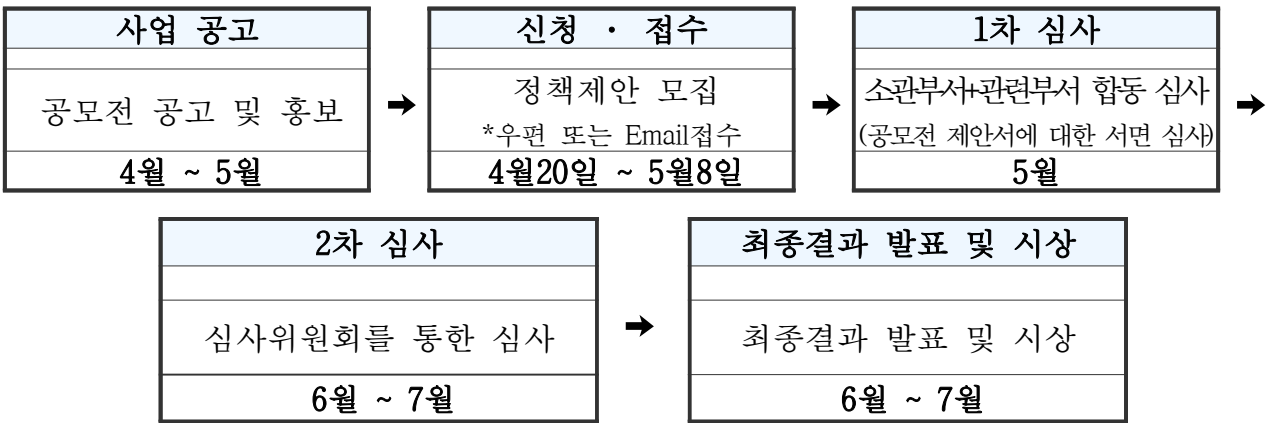 사업 공고
공모전 공고 및 홍보
4월 ~ 5월
➡
신청 · 접수
정책제안 모집
*우편 또는 Email접수
4월20일 ~ 5월8일
➡
1차 심사
소관부서+관련부서 합동 심사
(공모전 제안서에 대한 서면 심사)
5월
➡
2차 심사
심사위원회를 통한 심사
6월 ~ 7월
➡
최종결과 발표 및 시상
최종결과 발표 및 시상
6월 ~ 7월